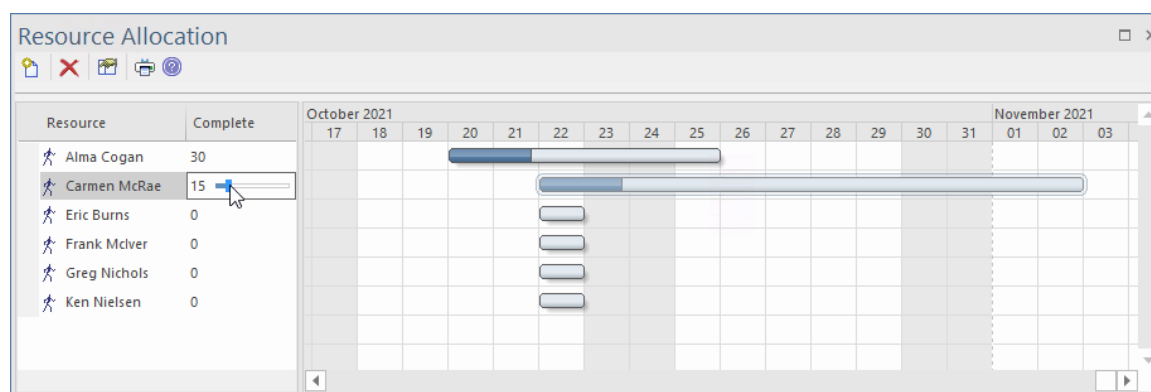 Resource Allocation
Resource Complete
October 2021 November 2021
17 18 19 20 21 22 23 24 25 26 27 28 29 30 31 01 02 03
Alma Cogan 30
Carmen McRae 15
Eric Burns 0
Frank McIver 0
Greg Nichols 0
Ken Nielsen 0